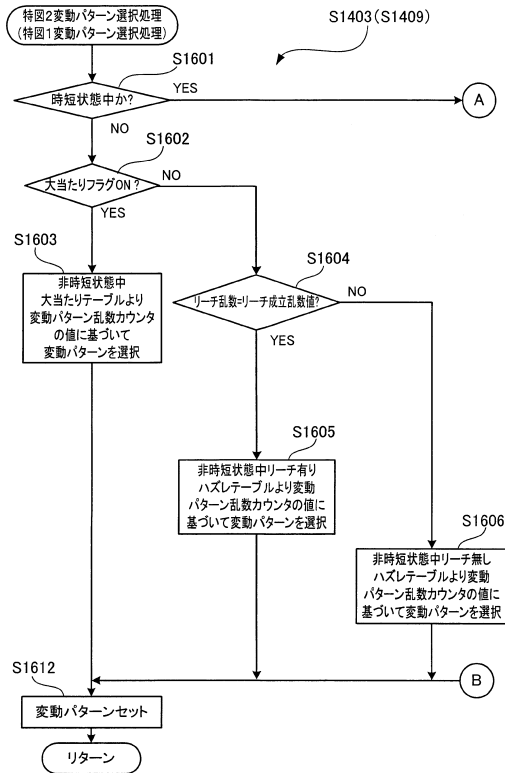 特図2変動パターン選択処理
(特図1変動パターン選択処理)
S1403(S1409)
S1601
時短状態中か?
YES
A
NO
S1602
大当たりフラグON?
NO
YES
S1603
非時短状態中
大当たりテーブルより
変動パターン乱数カウンタ
の値に基づいて
変動パターンを選択
S1604
リーチ乱数=リーチ成立乱数値?
NO
YES
S1605
非時短状態中リーチ有り
ハズレテーブルより変動
パターン乱数カウンタの値に
基づいて変動パターンを選択
S1606
非時短状態中リーチ無し
ハズレテーブルより変動
パターン乱数カウンタの値に
基づいて変動パターンを選択
S1612
B
変動パターンセット
リターン